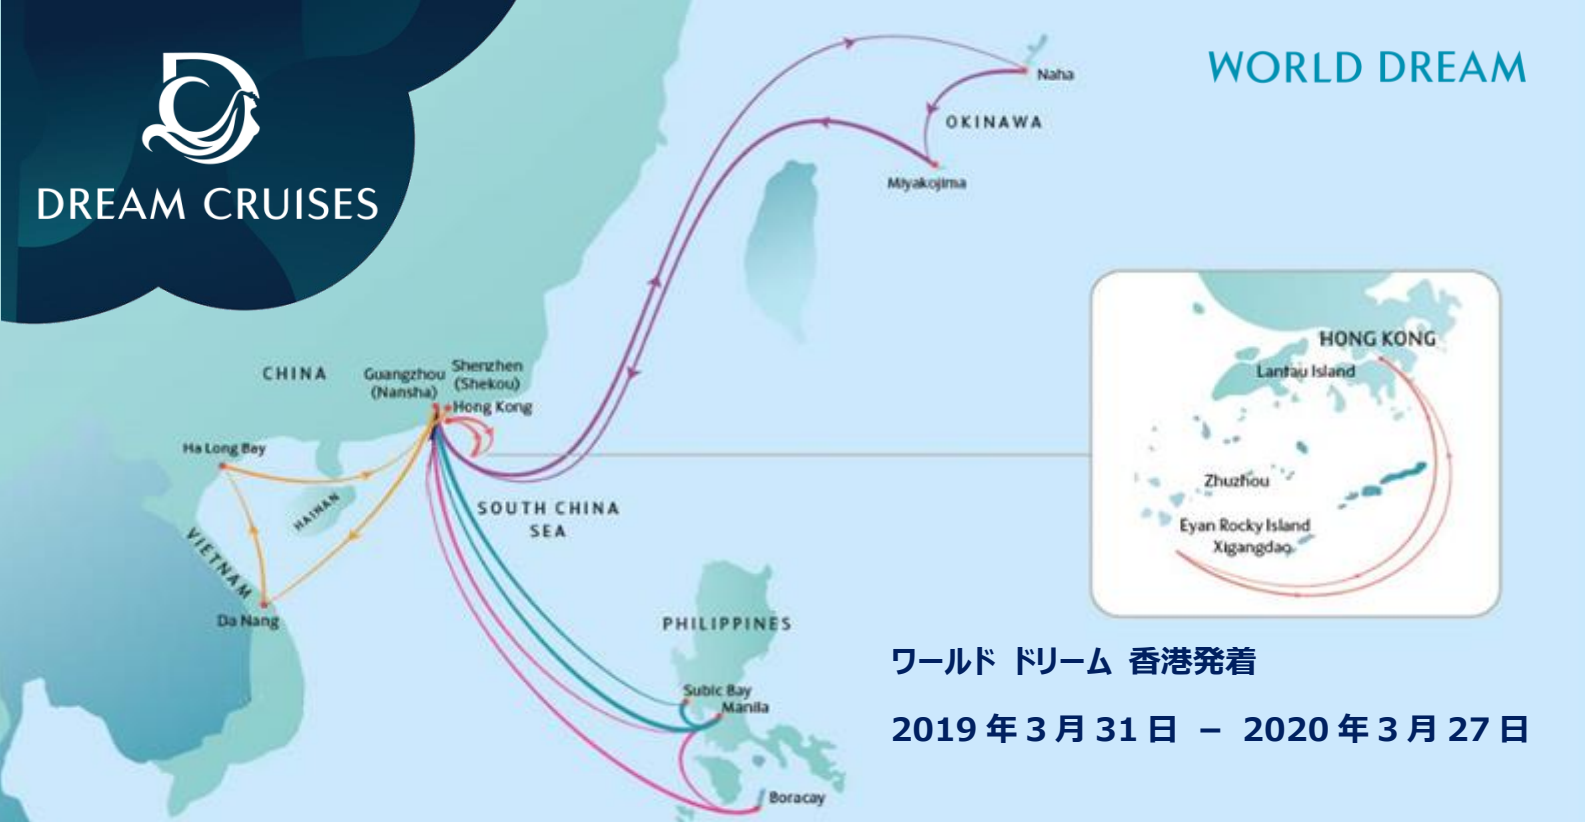 DREAM CRUISES
WORLD DREAM
Naha
OKINAWA
Miyakojima
CHINA
Guangzhou
(Nansha)
Shenzhen
(Shekou)
Hong Kong
Ha Long Bay
HAINAN
VIETNAM
Da Nang
SOUTH CHINA
SEA
PHILIPPINES
Subic Bay
Manila
Boracay
HONG KONG
Lantau Island
Zhuzhou
Eyan Rocky Island
Xigangdao
ワールド ドリーム 香港発着
2019 年 3 月 31 日 – 2020 年 3 月 27 日